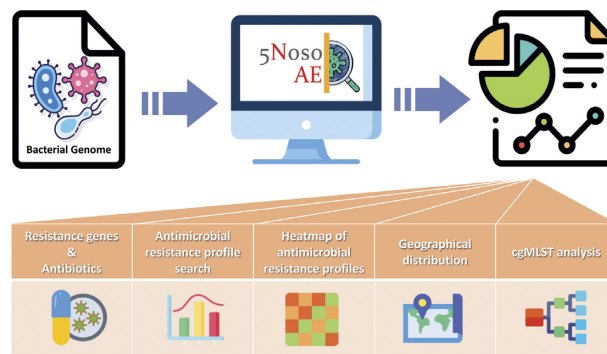 5Noso
AE
Bacterial Genome
Resistance genes
&
Antibiotics
Antimicrobial
resistance profile
search
Heatmap of
antimicrobial
resistance profiles
Geographical
distribution
cgMLST analysis